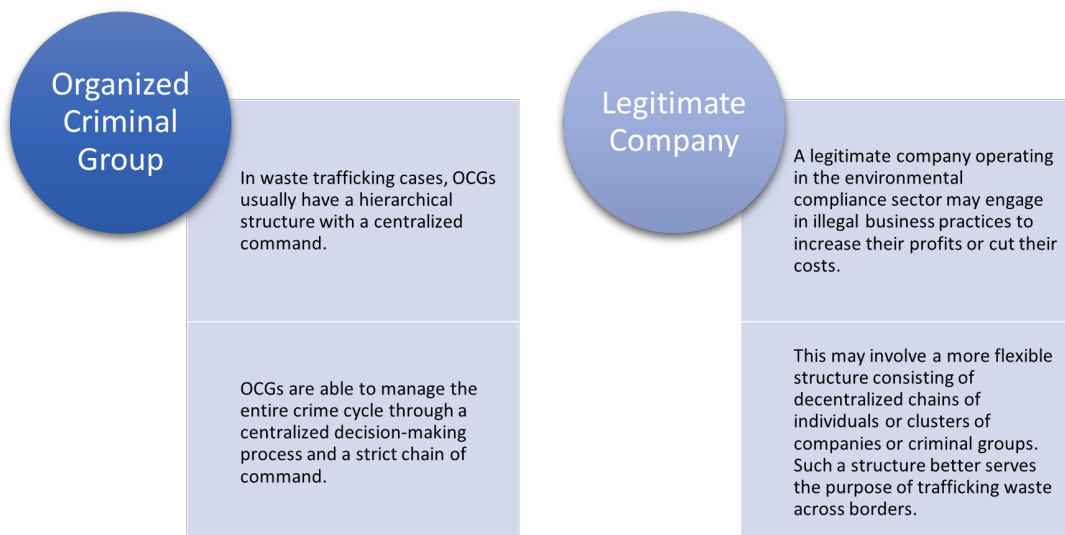 Organized
Criminal
Group
In waste trafficking cases, OCGs
usually have a hierarchical
structure with a centralized
command.
OCGs are able to manage the
entire crime cycle through a
centralized decision-making
process and a strict chain of
command.
Legitimate
Company
A legitimate company operating
in the environmental
compliance sector may engage
in illegal business practices to
increase their profits or cut their
costs.
This may involve a more flexible
structure consisting of
decentralized chains of
individuals or clusters of
companies or criminal groups.
Such a structure better serves
the purpose of trafficking waste
across borders.